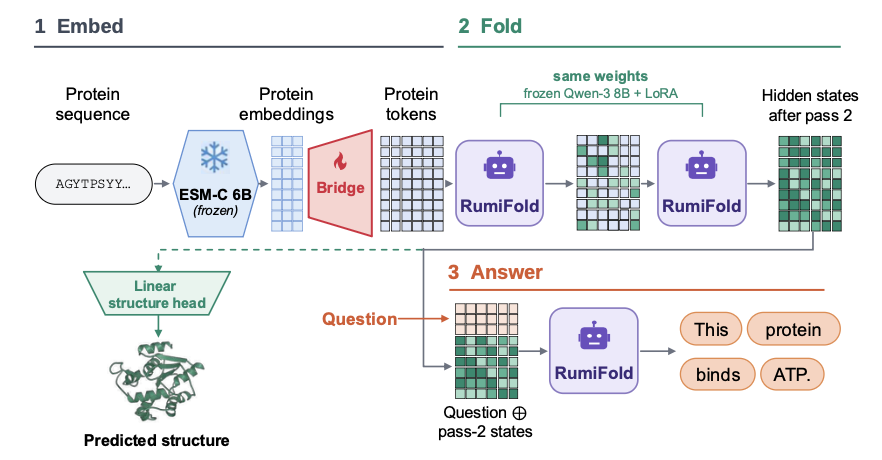 1 Embed
2 Fold
Protein
sequence
Protein
embeddings
Protein
tokens
same weights
frozen Qwen-3 8B + LoRA
Hidden states
after pass 2
AGYTPSYY...
ESM-C 6B
(frozen)
Bridge
RumiFold
RumiFold
Linear
structure head
Predicted structure
3 Answer
Question
RumiFold
This
protein
binds
ATP.
Question ⊕
pass-2 states